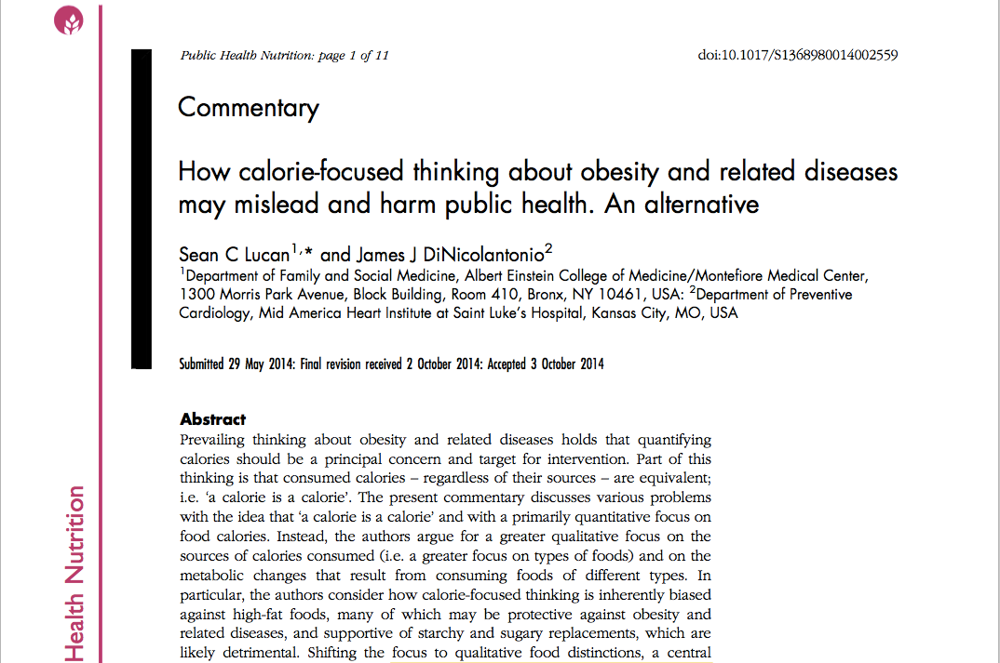 Public Health Nutrition: page 1 of 11
doi:10.1017/S1368980014002559
Commentary
How calorie-focused thinking about obesity and related diseases
may mislead and harm public health. An alternative
Sean C Lucan1,* and James J DiNicolantonio2
1Department of Family and Social Medicine, Albert Einstein College of Medicine/Montefiore Medical Center,
1300 Morris Park Avenue, Block Building, Room 410, Bronx, NY 10461, USA: 2Department of Preventive
Cardiology, Mid America Heart Institute at Saint Luke's Hospital, Kansas City, MO, USA
Submitted 29 May 2014: Final revision received 2 October 2014: Accepted 3 October 2014
Abstract
Prevailing thinking about obesity and related diseases holds that quantifying
calories should be a principal concern and target for intervention. Part of this
thinking is that consumed calories – regardless of their sources – are equivalent;
i.e. 'a calorie is a calorie'. The present commentary discusses various problems
with the idea that 'a calorie is a calorie' and with a primarily quantitative focus on
food calories. Instead, the authors argue for a greater qualitative focus on the
sources of calories consumed (i.e. a greater focus on types of foods) and on the
metabolic changes that result from consuming foods of different types. In
particular, the authors consider how calorie-focused thinking is inherently biased
against high-fat foods, many of which may be protective against obesity and
related diseases, and supportive of starchy and sugary replacements, which are
likely detrimental. Shifting the focus to qualitative food distinctions, a central
Health Nutrition